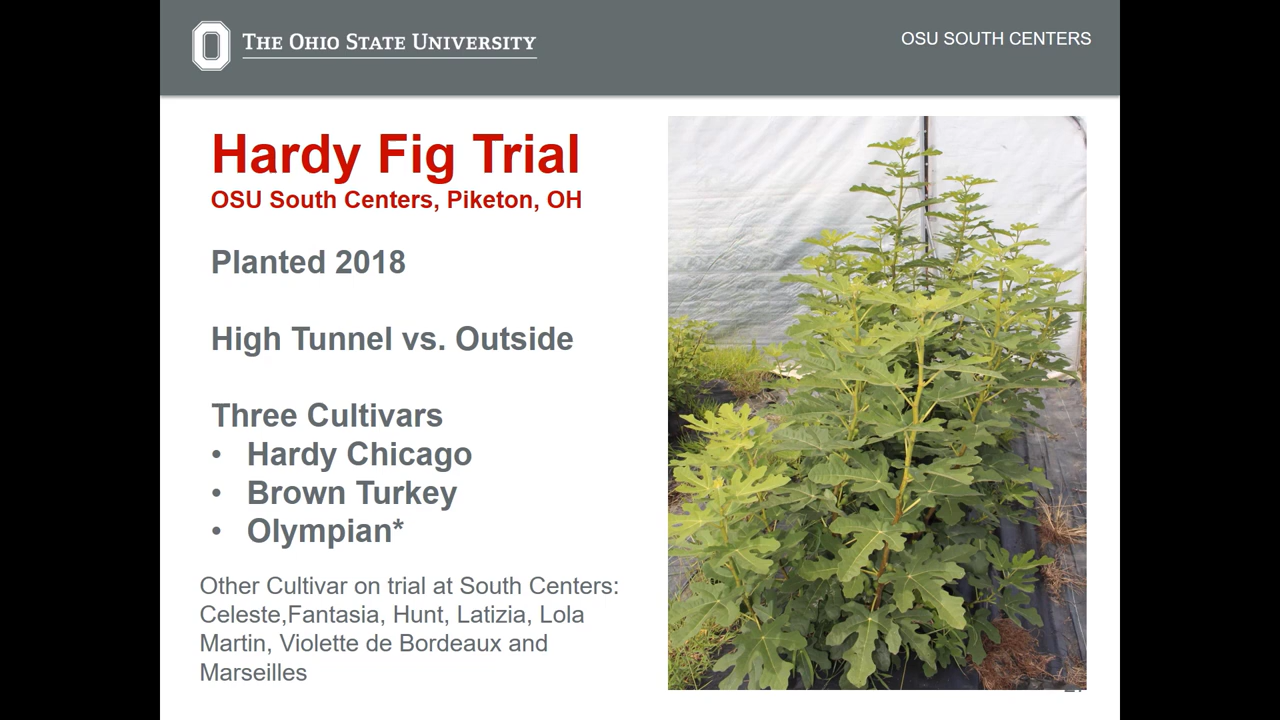 THE OHIO STATE UNIVERSITY
OSU SOUTH CENTERS
Hardy Fig Trial
OSU South Centers, Piketon, OH
Planted 2018
High Tunnel vs. Outside
Three Cultivars
• Hardy Chicago
• Brown Turkey
• Olympian*
Other Cultivar on trial at South Centers:
Celeste,Fantasia, Hunt, Latizia, Lola
Martin, Violette de Bordeaux and
Marseilles